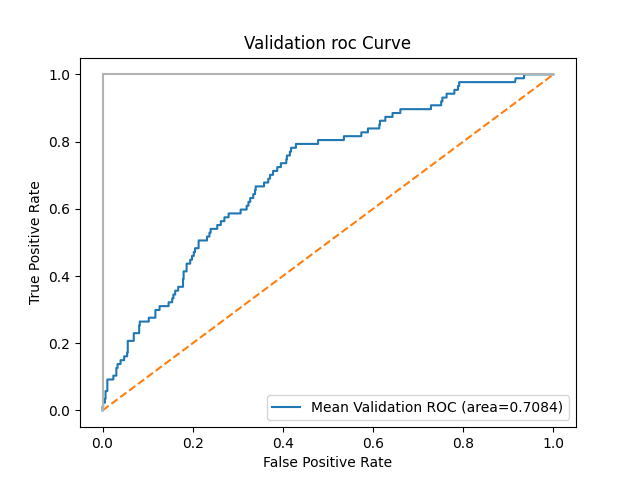 Validation roc Curve
1.0
0.8
0.6
0.4
0.2
0.0
True Positive Rate
Mean Validation ROC (area=0.7084)
0.0 0.2 0.4 0.6 0.8 1.0
False Positive Rate